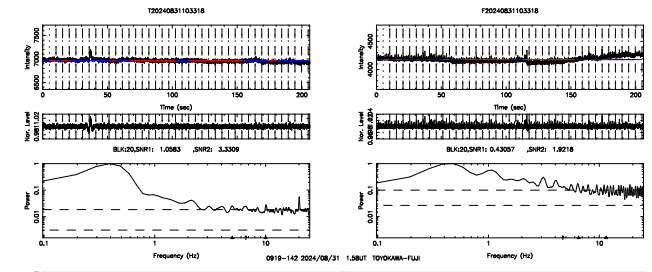 T20240831103318
F20240831103318
7500
7000
6500
Intensity
0 50 100 150 200
Time (sec)
4500
4000
Intensity
0 50 100 150 200
Time (sec)
Nor. Level
Nor. Level
BLK:20,SNR1: 1.0583 ,SNR2: 3.3309
BLK:20,SNR1: 0.43057 ,SNR2: 1.9218
1
0.1
0.01
Power
0.1 1 10
Frequency (Hz)
1
0.1
0.01
Power
0.1 1 10
Frequency (Hz)
0919-142 2024/08/31 1.58UT TOYOKAWA-FUJI